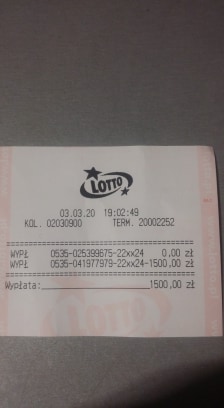 LOTTO
03.03.20 19:02:49
KOL. 02030900 TERM. 20002252
WYPŁ 0535-025399675-22xx24 0,00 zł
WYPŁ 0535-041977979-22xx24-1500,00 zł
Wypłata: 1500,00 zł